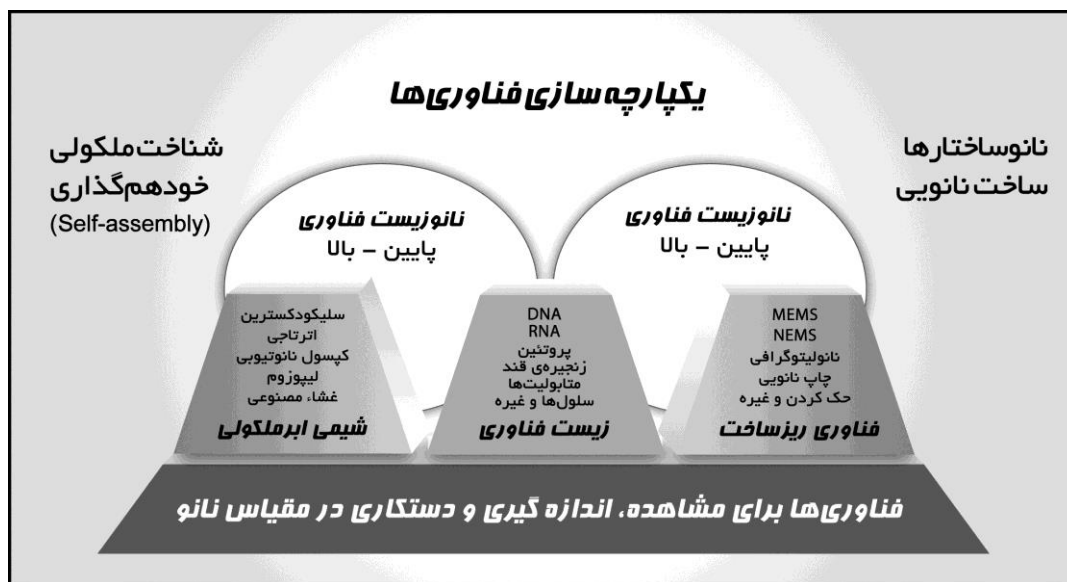 یکپارچه‌سازی فناوری‌ها
نانوساختارها
ساخت نانویی
شناخت ملکولی
خودهم‌گذاری
(Self-assembly)
نانوزیست فناوری
پایین – بالا
نانوزیست فناوری
پایین – بالا
MEMS
NEMS
نانولیتوگرافی
چاپ نانویی
حک کردن و غیره
فناوری ریزساخت
DNA
RNA
پروتئین
زنجیره‌ی قند
متابولیت‌ها
سلول‌ها و غیره
زیست فناوری
سلیکودکسترین
اترتاجی
کپسول نانوتیوبی
لیپوزوم
غشاء مصنوعی
شیمی ابرملکولی
فناوری‌ها برای مشاهده، اندازه گیری و دستکاری در مقیاس نانو